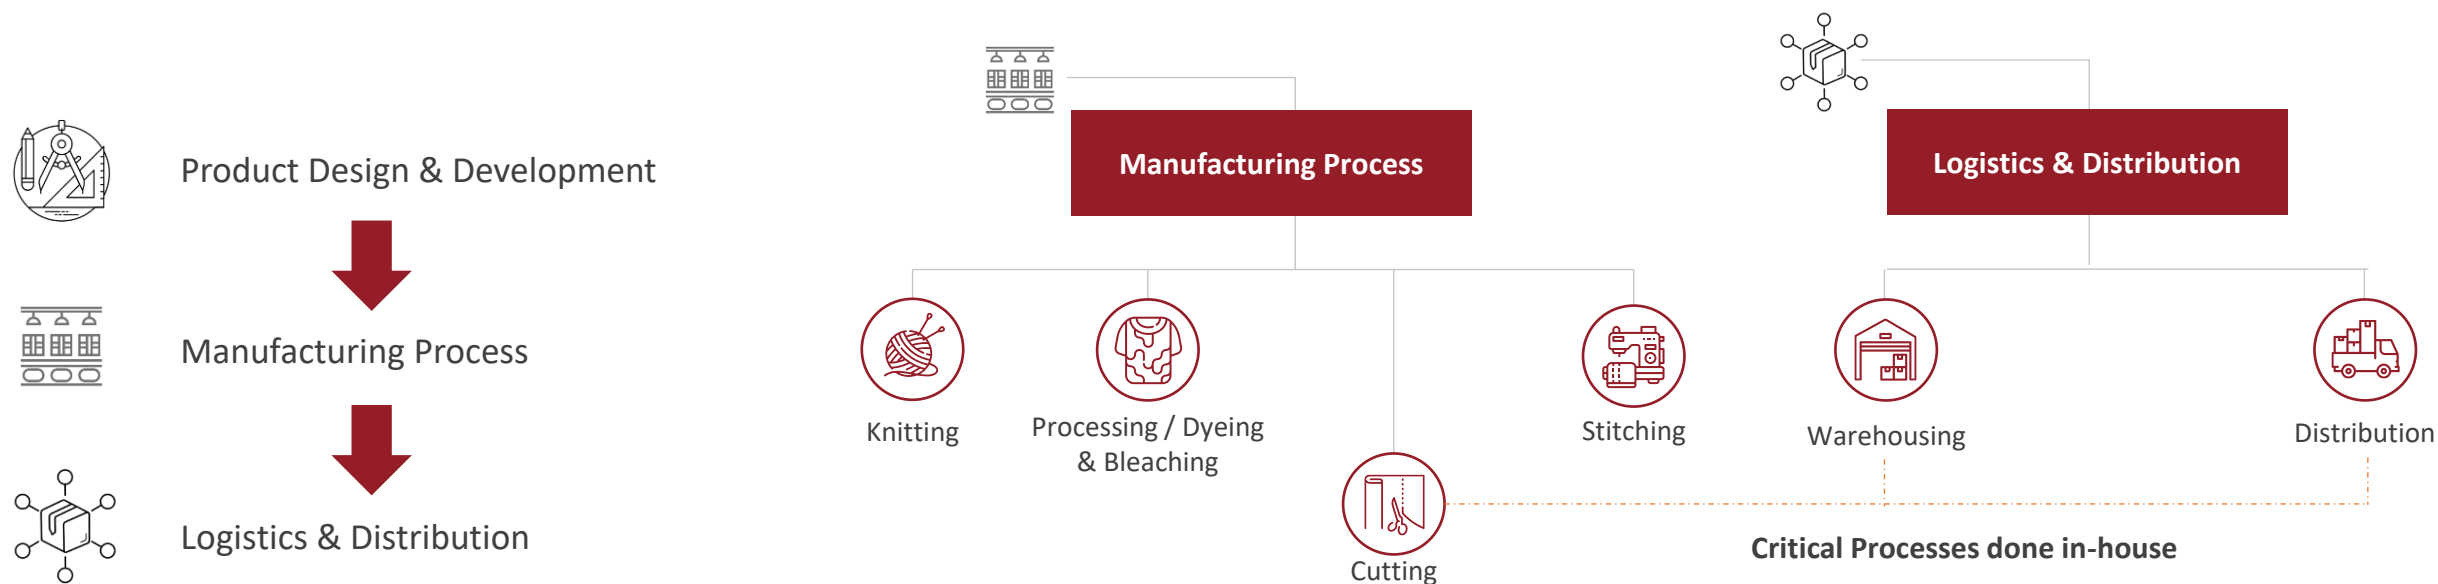 Product Design & Development
Manufacturing Process
Logistics & Distribution
Manufacturing Process
Knitting
Processing / Dyeing
& Bleaching
Cutting
Stitching
Logistics & Distribution
Warehousing
Distribution
Critical Processes done in-house